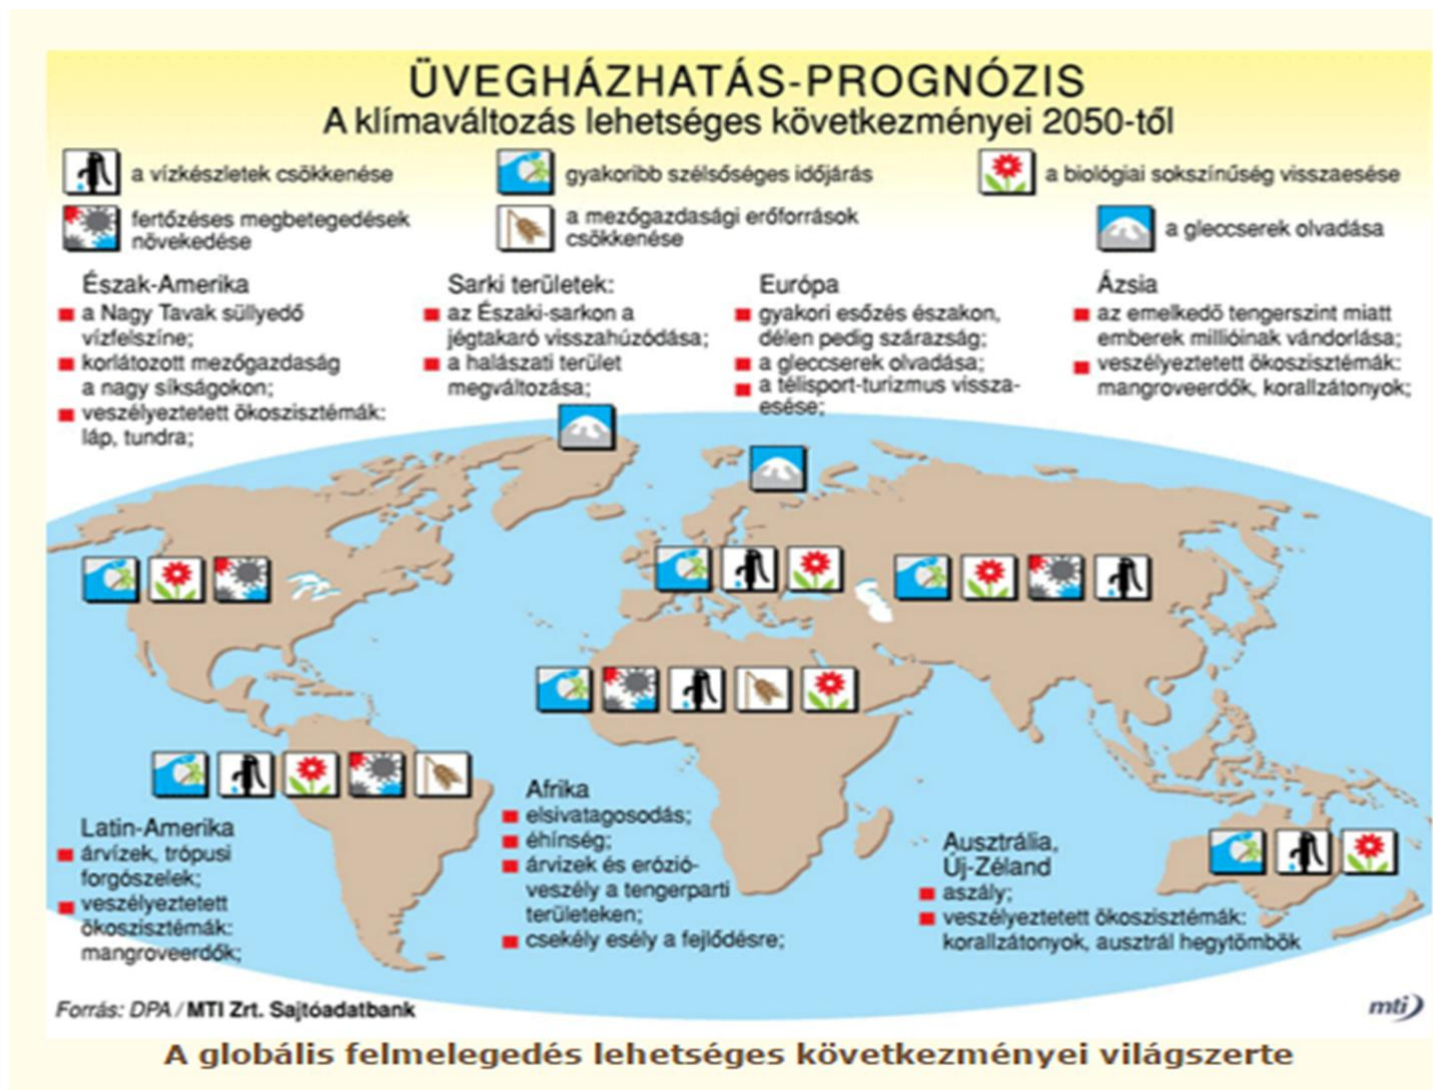 ÜVEGHÁZHATÁS-PROGNÓZIS
A klímaváltozás lehetséges következményei 2050-től
a vízkészletek csökkenése
gyakoribb szélsőséges időjárás
a biológiai sokszínűség visszaesése
fertőzéses megbetegedések
növekedése
a mezőgazdasági erőforrások
csökkenése
a gleccserek olvadása
Észak-Amerika
a Nagy Tavak süllyedő
vízfelszíne;
korlátozott mezőgazdaság
a nagy síkságokon;
veszélyeztetett ökoszisztémák:
láp, tundra;
Sarki területek:
az Északi-sarkon a
jégtakaró visszahúzódása;
a halászati terület
megváltozása;
Európa
gyakori esőzés északon,
délen pedig szárazság;
a gleccserek olvadása;
a télisport-turizmus vissza-
esése;
Ázsia
az emelkedő tengerszint miatt
emberek millióinak vándorlása;
veszélyeztetett ökoszisztémák:
mangroveerdők, korallzátonyok;
Latin-Amerika
árvízek, trópusi
forgószelek;
veszélyeztetett
ökoszisztémák:
mangroveerdők;
Afrika
elsivatagosodás;
éhínség;
árvizek és erózió-
veszély a tengerparti
területeken;
csekély esély a fejlődésre;
Ausztrália,
Új-Zéland
aszály;
veszélyeztetett ökoszisztémák:
korallzátonyok, ausztrál hegytömbök
Forrás: DPA / MTI Zrt. Sajtóadatbank
mti
A globális felmelegedés lehetséges következményei világszerte